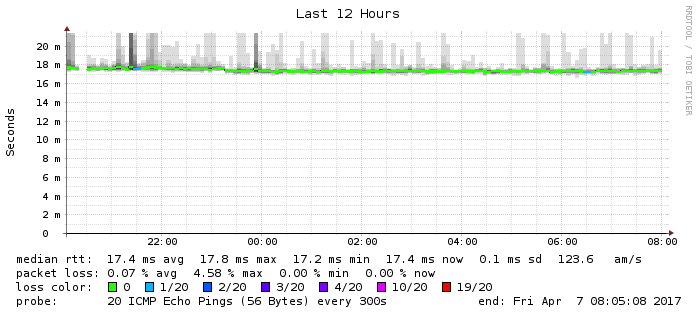 Last 12 Hours
RRDTOOL / TOBI OETIKER
Seconds
20 m
18 m
16 m
14 m
12 m
10 m
8 m
6 m
4 m
2 m
0
22:00 00:00 02:00 04:00 06:00 08:00
median rtt: 17.4 ms avg 17.8 ms max 17.2 ms min 17.4 ms now 0.1 ms sd 123.6 am/s
packet loss: 0.07 % avg 4.58 % max 0.00 % min 0.00 % now
loss color: 0 1/20 2/20 3/20 4/20 10/20 19/20
probe: 20 ICMP Echo Pings (56 Bytes) every 300s end: Fri Apr 7 08:05:08 2017